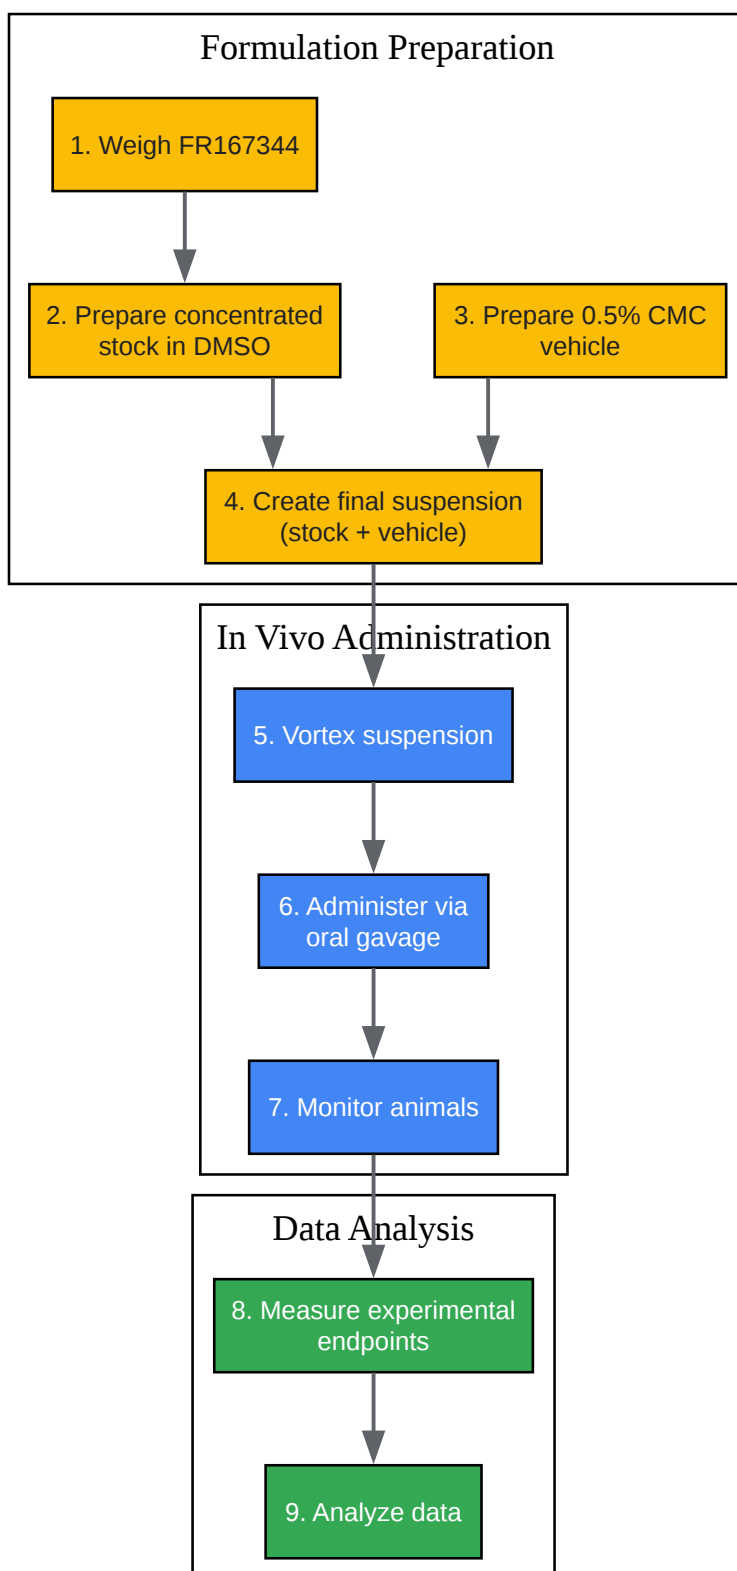 Formulation Preparation
1. Weigh FR167344
2. Prepare concentrated
stock in DMSO
3. Prepare 0.5% CMC
vehicle
4. Create final suspension
(stock + vehicle)
In Vivo Administration
5. Vortex suspension
6. Administer via
oral gavage
7. Monitor animals
Data Analysis
8. Measure experimental
endpoints
9. Analyze data